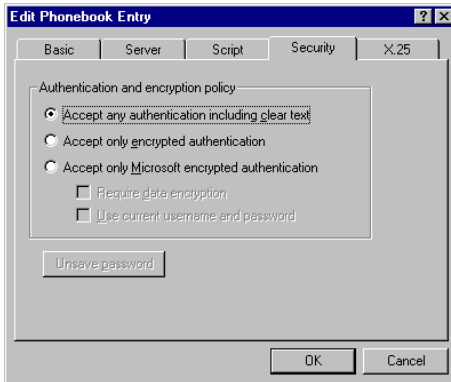 Edit Phonebook Entry
Basic Server Script Security X.25
Authentication and encryption policy
Accept any authentication including clear text
Accept only encrypted authentication
Accept only Microsoft encrypted authentication
Require data encryption
Use current username and password
Unsave password
OK Cancel